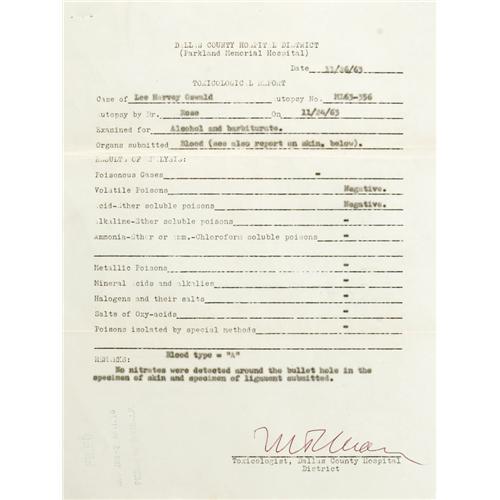 DALLAS COUNTY HOSPITAL DISTRICT
(Parkland Memorial Hospital)
Date 11/26/63
TOXICOLOGICAL REPORT
Case of Lee Harvey Oswald Autopsy No. M63-356
Autopsy by Dr. Rose On 11/24/63
Examined for Alcohol and barbiturate.
Organs submitted Blood (see also report on skin, below).
RESULTS OF ANALYSIS:
Poisonous Gases -
Volatile Poisons Negative.
Acid-Ether soluble poisons Negative.
Alkaline-Ether soluble poisons -
Ammonia-Ether or Amm.-Chloroform soluble poisons -
Metallic Poisons -
Mineral acids and alkalies -
Halogens and their salts -
Salts of Oxy-acids -
Poisons isolated by special methods -
Blood type = "A"
REMARKS:
No nitrates were detected around the bullet hole in the
specimen of skin and specimen of ligament submitted.
Toxicologist, Dallas County Hospital
District